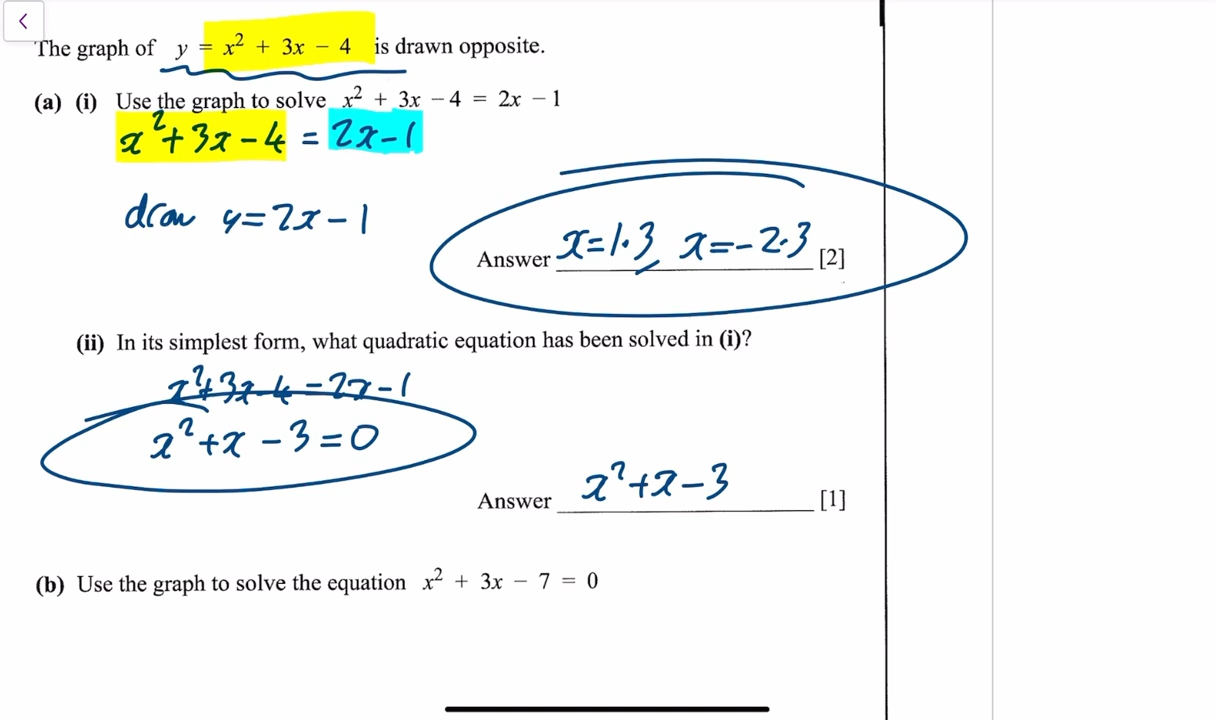 The graph of y = x² + 3x − 4 is drawn opposite.
(a) (i) Use the graph to solve x² + 3x − 4 = 2x − 1
x²+3x-4 = 2x-1
draw y=2x-1
Answer x=1.3, x=-2.3 [2]
(ii) In its simplest form, what quadratic equation has been solved in (i)?
x²+3x-4=2x-1
x²+x-3=0
Answer x²+x-3 [1]
(b) Use the graph to solve the equation x² + 3x − 7 = 0